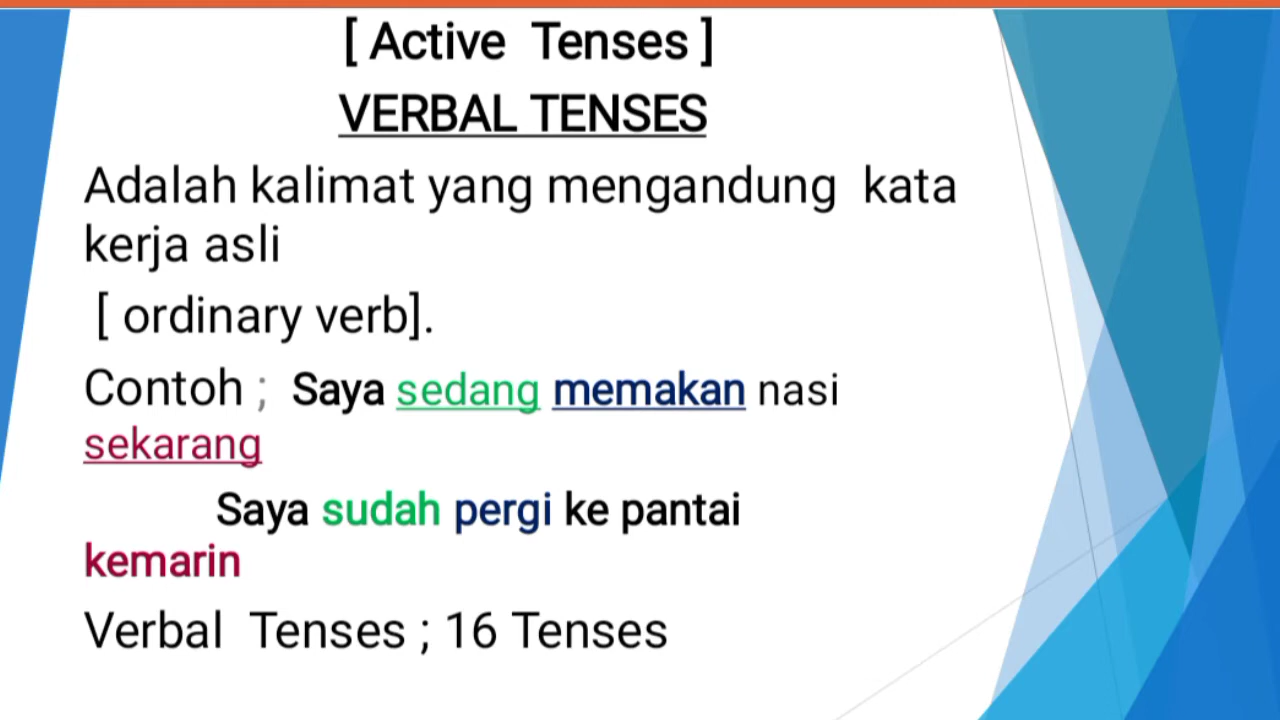 [ Active Tenses ]
VERBAL TENSES
Adalah kalimat yang mengandung kata
kerja asli
[ ordinary verb].
Contoh ; Saya sedang memakan nasi
sekarang
Saya sudah pergi ke pantai
kemarin
Verbal Tenses ; 16 Tenses